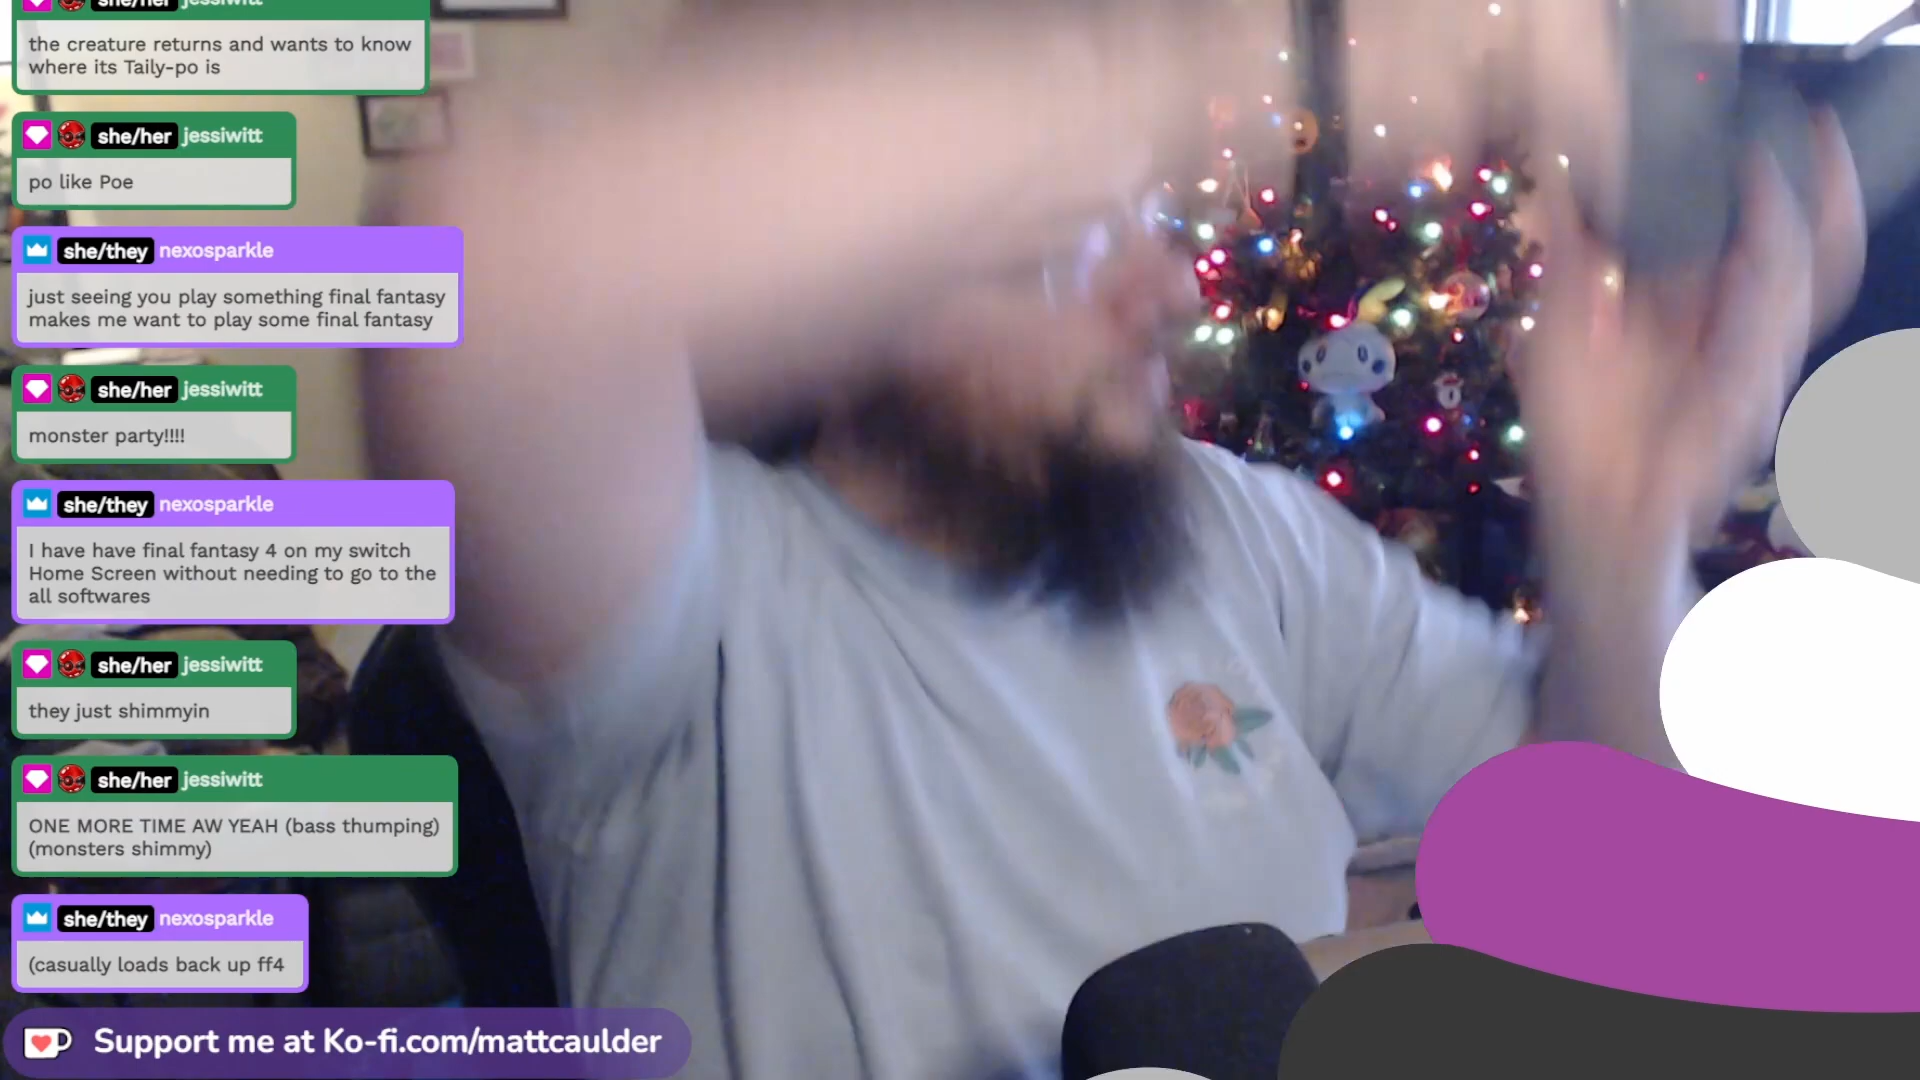 she/her jessiwitt
the creature returns and wants to know
where its Taily-po is
she/her jessiwitt
po like Poe
she/they nexosparkle
just seeing you play something final fantasy
makes me want to play some final fantasy
she/her jessiwitt
monster party!!!!
she/they nexosparkle
I have have final fantasy 4 on my switch
Home Screen without needing to go to the
all softwares
she/her jessiwitt
they just shimmyin
she/her jessiwitt
ONE MORE TIME AW YEAH (bass thumping)
(monsters shimmy)
she/they nexosparkle
(casually loads back up ff4
Support me at Ko-fi.com/mattcaulder